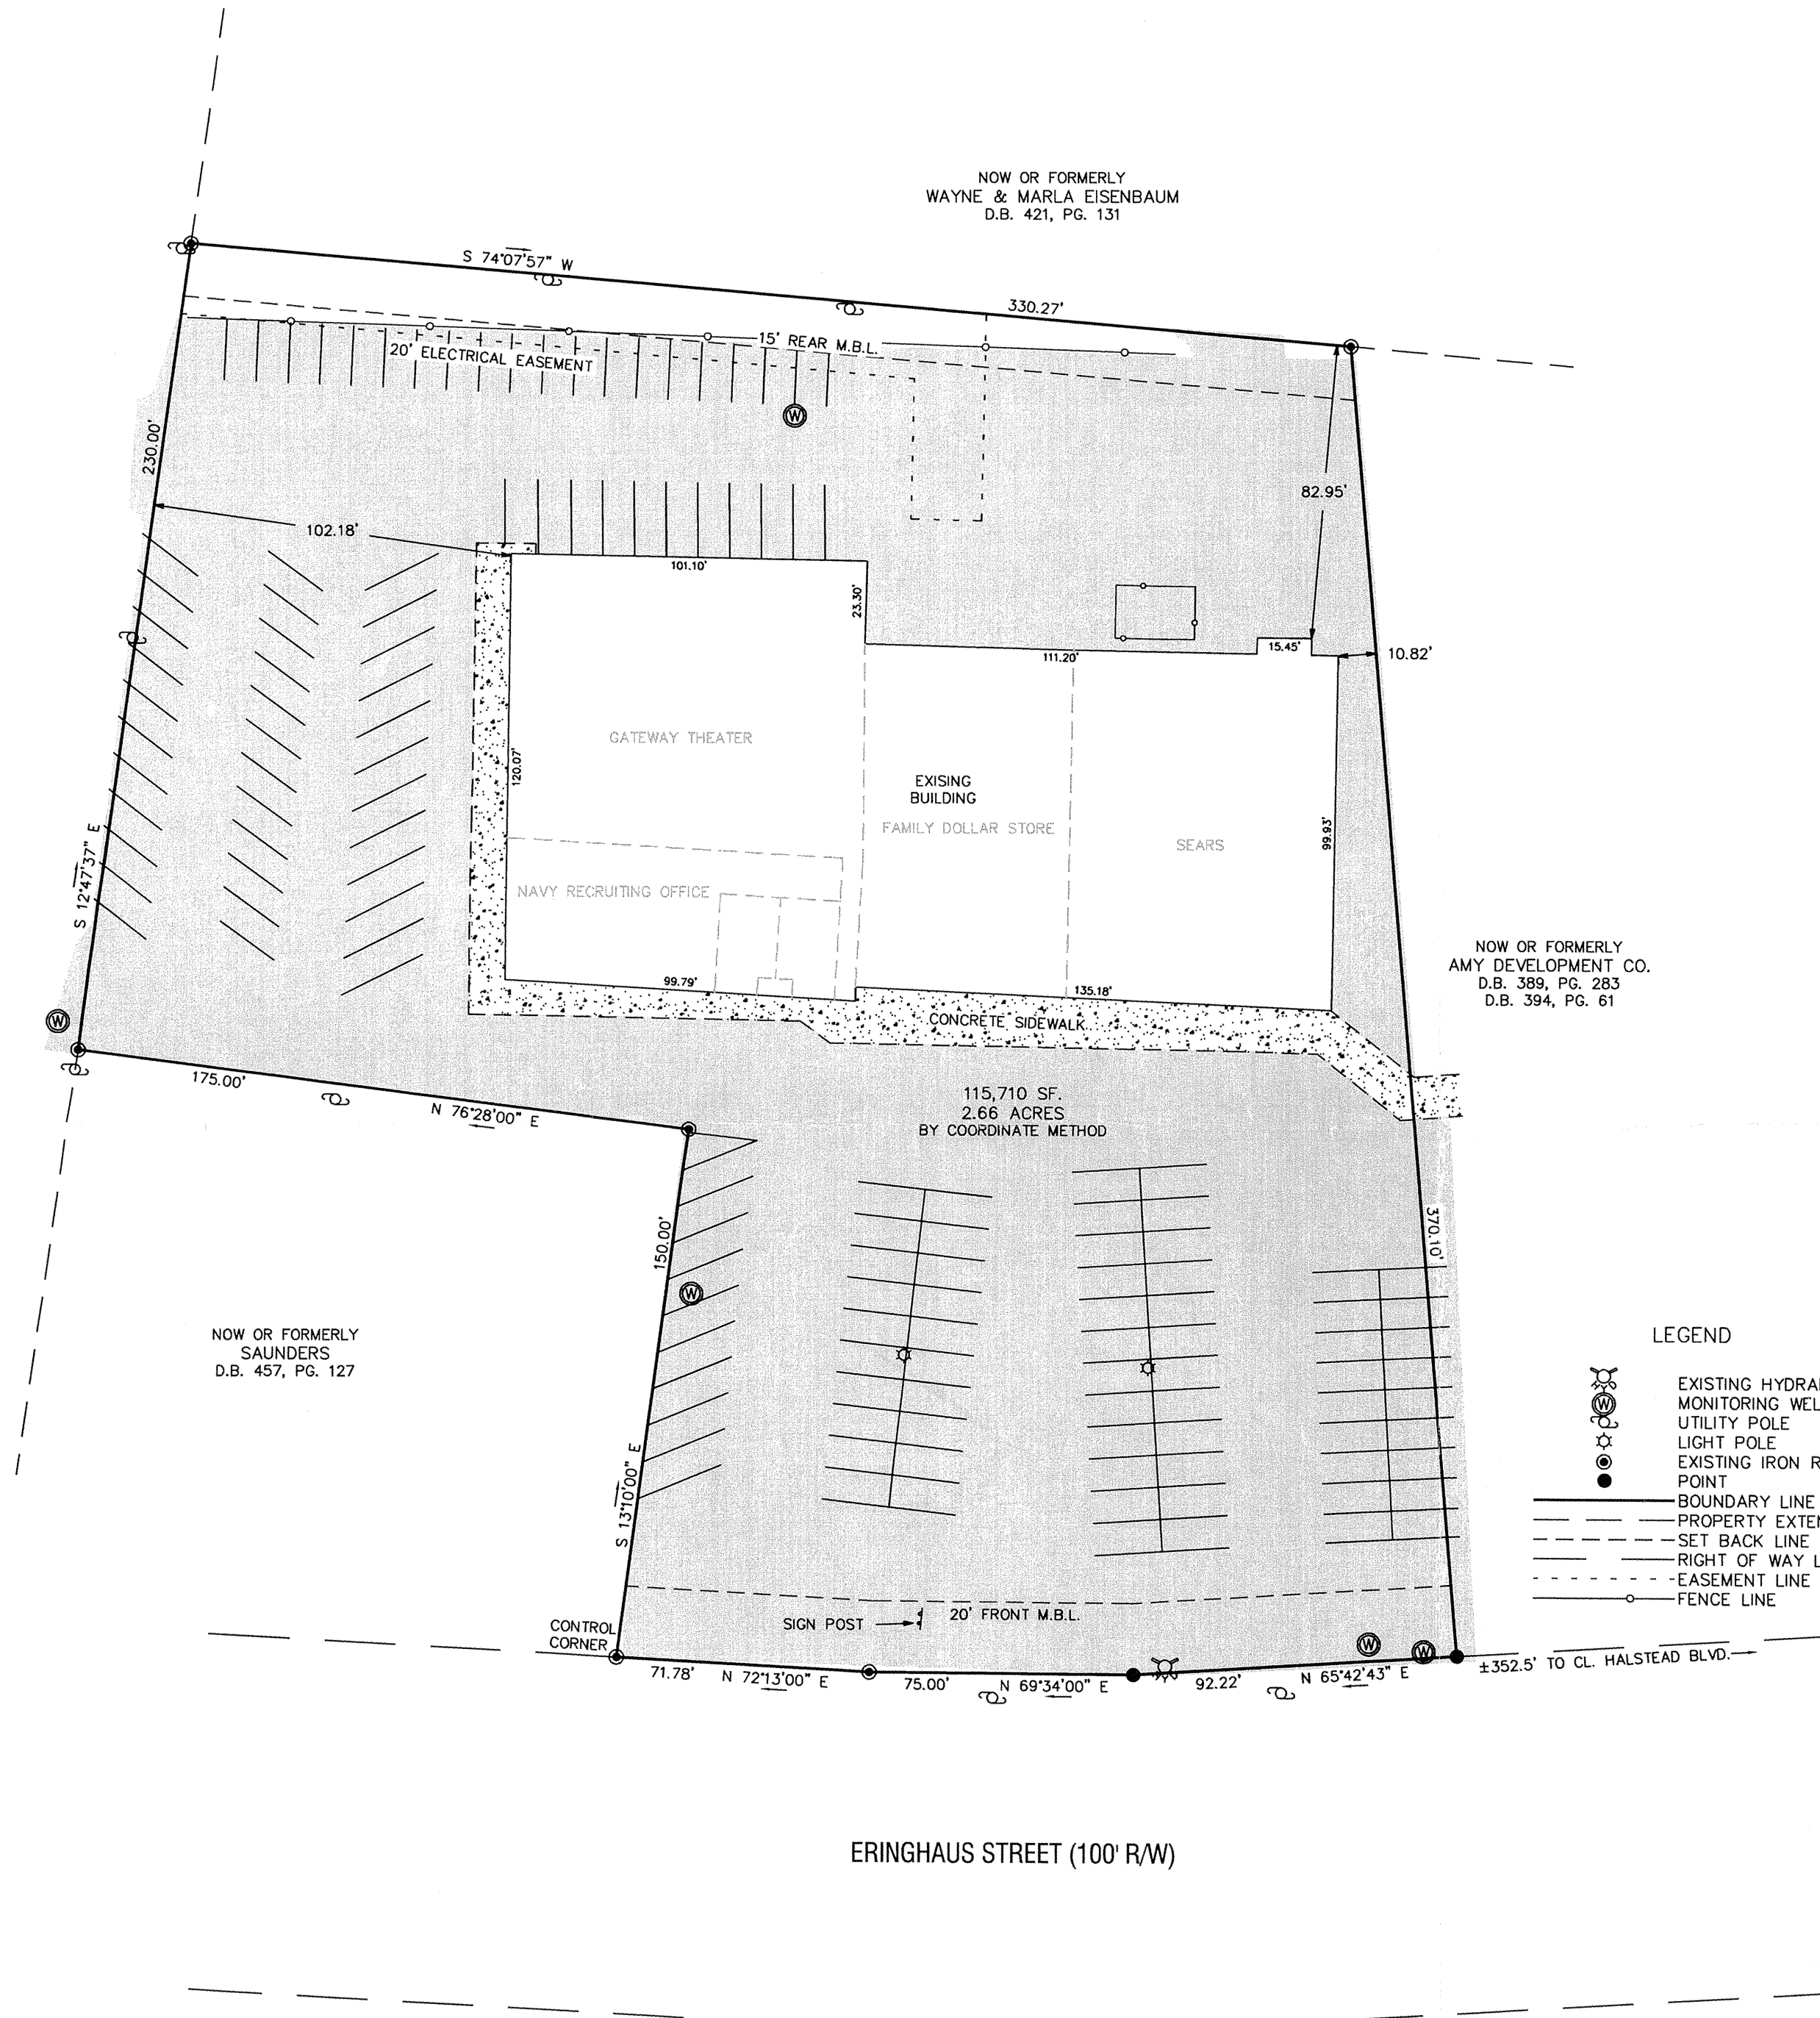 NOW OR FORMERLY
WAYNE & MARLA EISENBAUM
D.B. 421, PG. 131
S 74°07'57" W
330.27'
15' REAR M.B.L.
20' ELECTRICAL EASEMENT
W
230.00'
82.95'
102.18'
101.10'
23.30'
15.45'
10.82'
111.20'
GATEWAY THEATER
120.07'
EXISING
BUILDING
FAMILY DOLLAR STORE
SEARS
99.93'
S 12°47'37" E
NAVY RECRUITING OFFICE
NOW OR FORMERLY
AMY DEVELOPMENT CO.
D.B. 389, PG. 283
D.B. 394, PG. 61
99.79'
135.18'
CONCRETE SIDEWALK
W
175.00'
N 76°28'00" E
115,710 SF.
2.66 ACRES
BY COORDINATE METHOD
150.00'
370.10'
W
NOW OR FORMERLY
SAUNDERS
D.B. 457, PG. 127
LEGEND
EXISTING HYDRA
W MONITORING WEL
UTILITY POLE
LIGHT POLE
EXISTING IRON R
POINT
BOUNDARY LINE
PROPERTY EXTE
SET BACK LINE
RIGHT OF WAY L
EASEMENT LINE
FENCE LINE
S 13°10'00" E
SIGN POST
20' FRONT M.B.L.
CONTROL
CORNER
W
W
71.78'
N 72°13'00" E
75.00'
N 69°34'00" E
92.22'
N 65°42'43" E
±352.5' TO CL. HALSTEAD BLVD.
ERINGHAUS STREET (100' R/W)